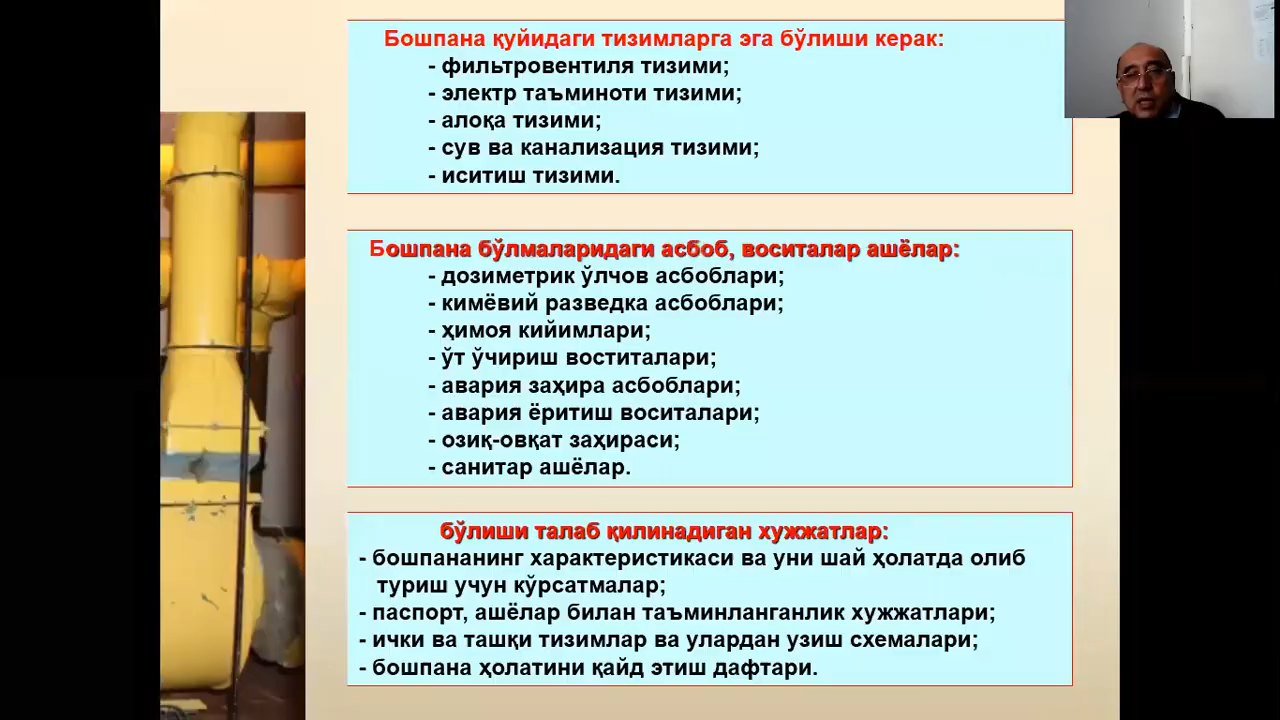 Бошпана қуйидаги тизимларга эга бўлиши керак:
- фильтровентиля тизими;
- электр таъминоти тизими;
- алоқа тизими;
- сув ва канализация тизими;
- иситиш тизими.
Бошпана бўлмаларидаги асбоб, воситалар ашёлар:
- дозиметрик ўлчов асбоблари;
- кимёвий разведка асбоблари;
- ҳимоя кийимлари;
- ўт ўчириш воститалари;
- авария заҳира асбоблари;
- авария ёритиш воситалари;
- озиқ-овқат заҳираси;
- санитар ашёлар.
бўлиши талаб қилинадиган хужжатлар:
- бошпананинг характеристикаси ва уни шай ҳолатда олиб
туриш учун кўрсатмалар;
- паспорт, ашёлар билан таъминланганлик хужжатлари;
- ички ва ташқи тизимлар ва улардан узиш схемалари;
- бошпана ҳолатини қайд этиш дафтари.